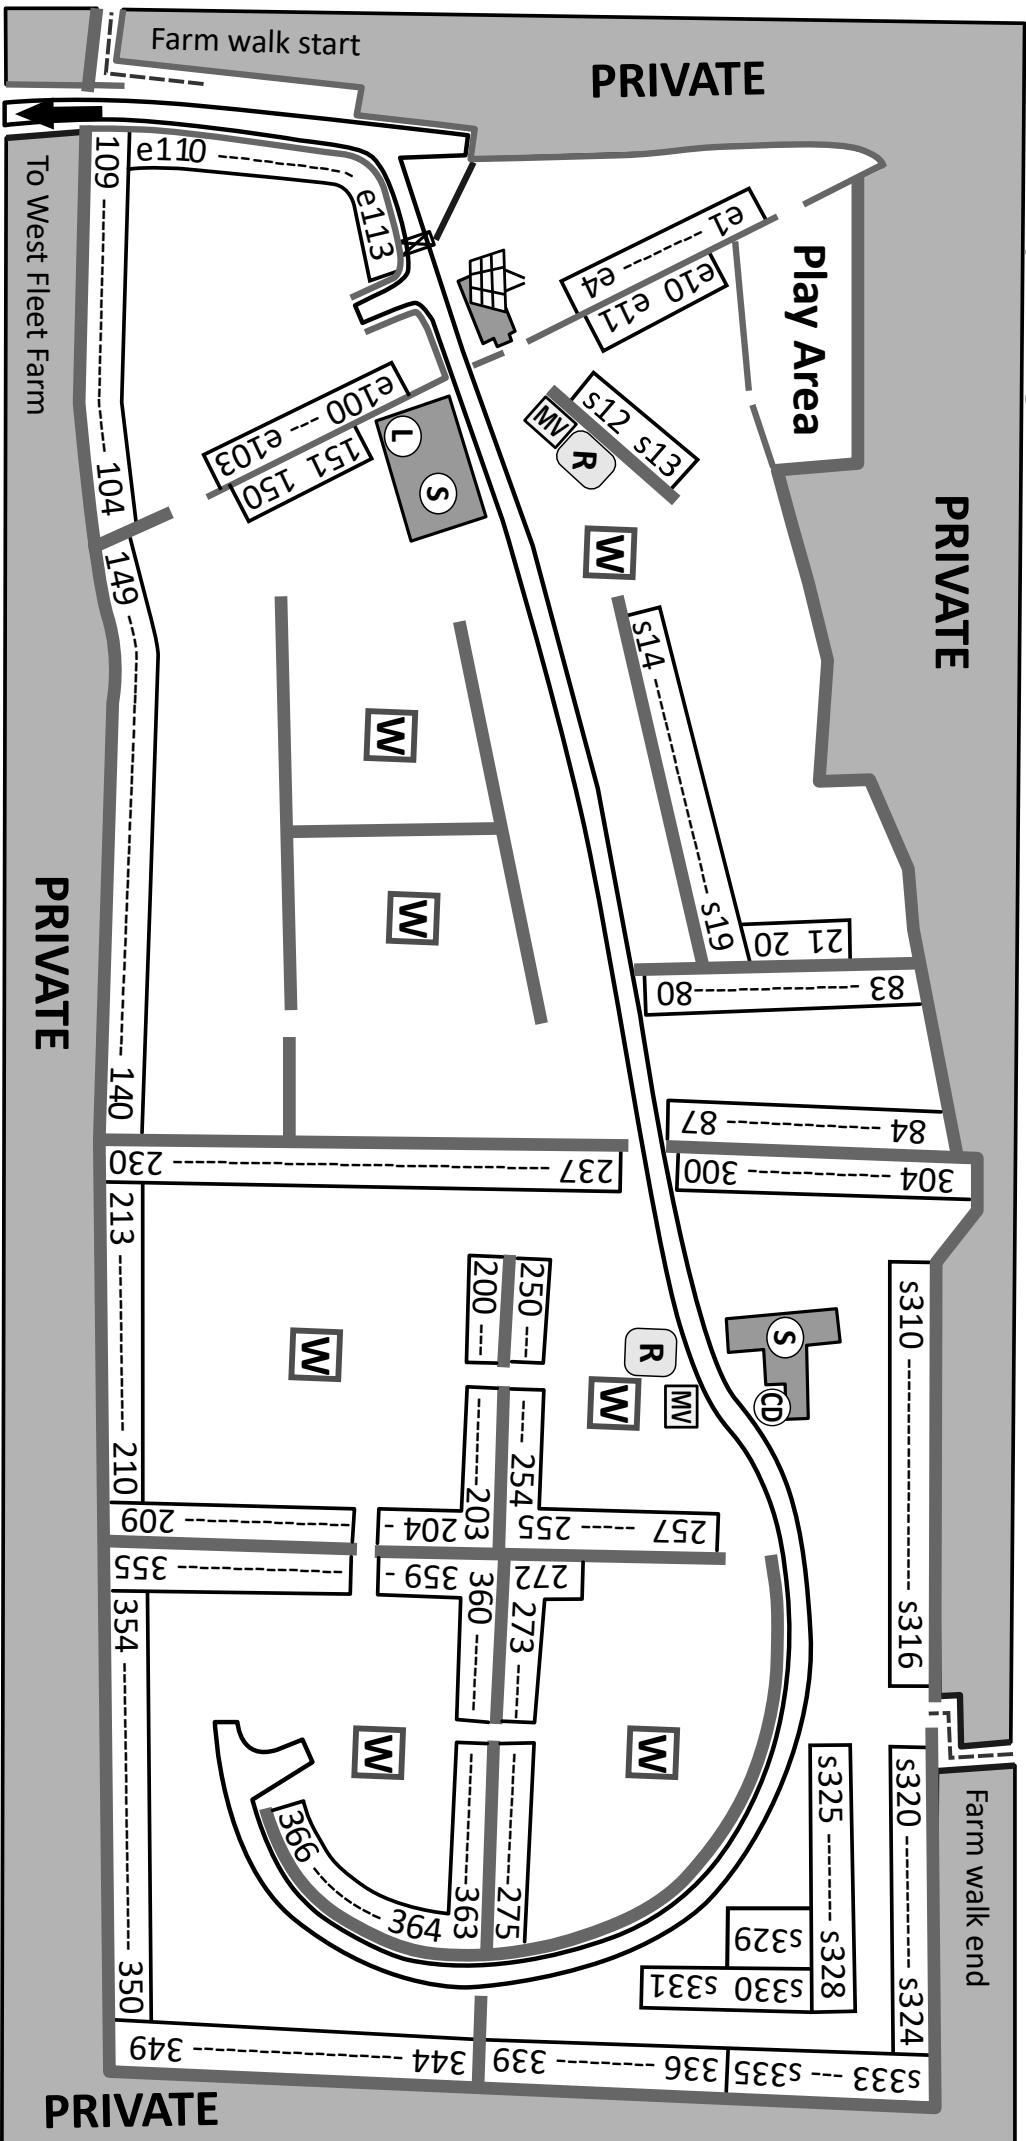 Farm walk start
PRIVATE
To West Fleet Farm
109 -------- 104
e110 -------- e113
e1 ------- e4
e10 e11
Play Area
e100 --- e103
151 150
L
S
MV
R
s12 s13
W
PRIVATE
149 -------- 140
s14 -------- s19
W
W
21 20
83 ---------------- 80
84 -------------- 87
PRIVATE
237 -------- 230
304 ----------- 300
213 -------- 210
200 ---
250 ---
W
R
W
MV
S
CD
s310 -------- s316
----- 203
--- 254
-------------- 209
204 -
257 ----- 255
-------------- 355
359 -
272
360 ----
273 ---
354 -------- 350
W
W
363
275
366 ------ 364
s325 ------ s328
s320 -------- s324
Farm walk end
s329
s330 s331
344 ----------------- 349
336 --------- 339
s333 --- s335
PRIVATE